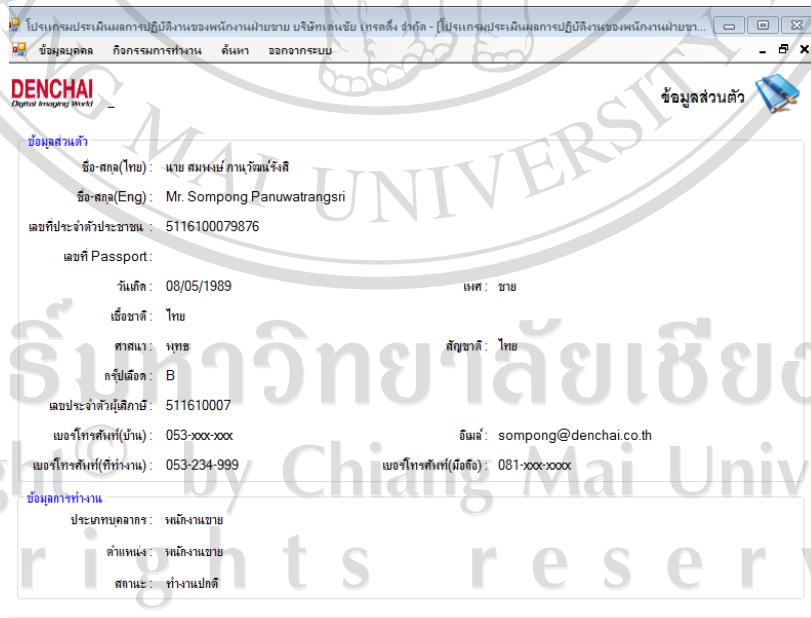 โปรแกรมประเมินผลการปฏิบัติงานของพนักงานฝ่ายขาย บริษัทเด่นชัย เทรดดิ้ง จำกัด - [โปรแกรมประเมินผลการปฏิบัติงานของพนักงานฝ่ายขา...
ข้อมูลบุคคล กิจกรรมการทำงาน ค้นหา ออกจากระบบ
DENCHAI
Digital Imaging World
ข้อมูลส่วนตัว
ข้อมูลส่วนตัว
ชื่อ-สกุล(ไทย) : นาย สมพงษ์ ภานุวัฒน์รังสี
ชื่อ-สกุล(Eng) : Mr. Sompong Panuwatrangsri
เลขที่ประจำตัวประชาชน : 5116100079876
เลขที่ Passport :
วันเกิด : 08/05/1989 เพศ : ชาย
เชื้อชาติ : ไทย
ศาสนา : พุทธ สัญชาติ : ไทย
กรุ๊ปเลือด : B
เลขประจำตัวผู้เสียภาษี : 511610007
เบอร์โทรศัพท์(บ้าน) : 053-xxx-xxx อีเมล์ : sompong@denchai.co.th
เบอร์โทรศัพท์(ที่ทำงาน) : 053-234-999 เบอร์โทรศัพท์(มือถือ) : 081-xxx-xxxx
ข้อมูลการทำงาน
ประเภทบุคลากร : พนักงานขาย
ตำแหน่ง : พนักงานขาย
สถานะ : ทำงานปกติ
MAI UNIVERSITY
ธิ์มหาวิทยาลัยเชียง
ght© by Chiang Mai Univ
rights reserv